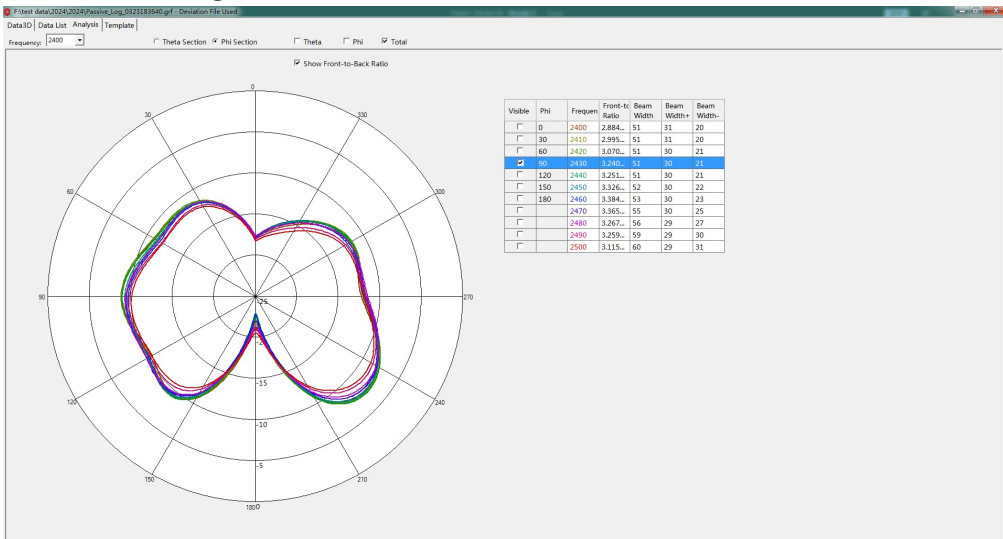 F:\test data\2024\2024\Passive_Log_0323183640.grf - Deviation File Used
Data3D Data List Analysis Template
Frequency: 2400 Theta Section Phi Section Theta Phi Total
Show Front-to-Back Ratio
0
30 330
60 300
90 270
120 240
150 210
180
-25
-15
-10
-5
0
Visible Phi Frequen Front-tc Ratio Beam Width Beam Width+ Beam Width-
0 2400 2.884... 51 31 20
30 2410 2.995... 51 31 20
60 2420 3.070... 51 30 21
90 2430 3.240... 51 30 21
120 2440 3.251... 51 30 21
150 2450 3.326... 52 30 22
180 2460 3.384... 53 30 23
2470 3.365... 55 30 25
2480 3.267... 56 29 27
2490 3.259... 59 29 30
2500 3.115... 60 29 31